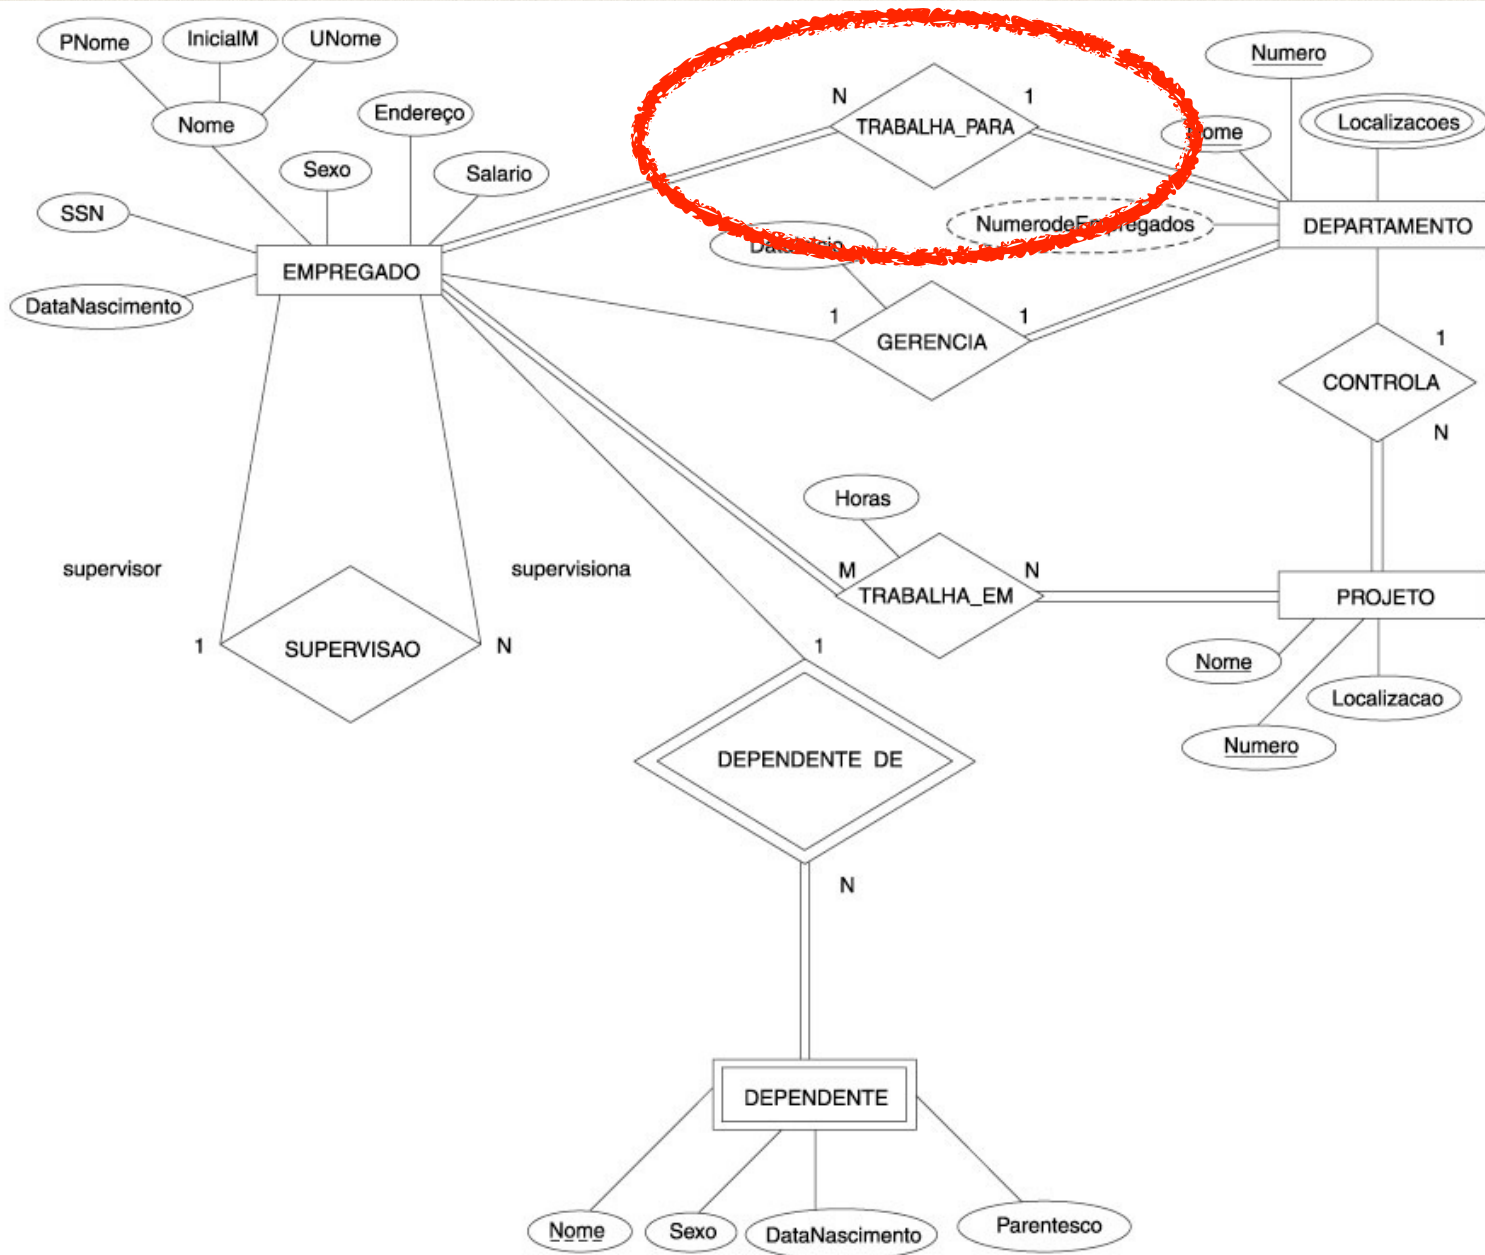 PNome
InicialM
UNome
Nome
Endereço
Sexo
Salario
SSN
EMPREGADO
DataNascimento
N
1
TRABALHA_PARA
Numero
Localizacoes
NumerodeEmpregados
DEPARTAMENTO
1
1
GERENCIA
1
CONTROLA
N
Horas
M
N
TRABALHA_EM
PROJETO
Nome
Localizacao
Numero
supervisor
supervisiona
1
SUPERVISAO
N
1
DEPENDENTE DE
N
DEPENDENTE
Nome
Sexo
DataNascimento
Parentesco